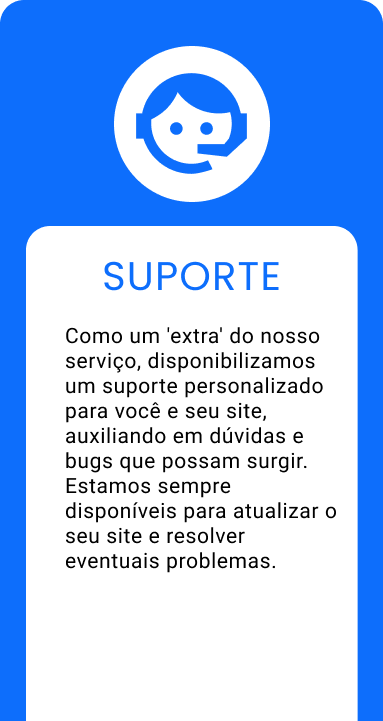 SUPORTE
Como um 'extra' do nosso
serviço, disponibilizamos
um suporte personalizado
para você e seu site,
auxiliando em dúvidas e
bugs que possam surgir.
Estamos sempre
disponíveis para atualizar o
seu site e resolver
eventuais problemas.